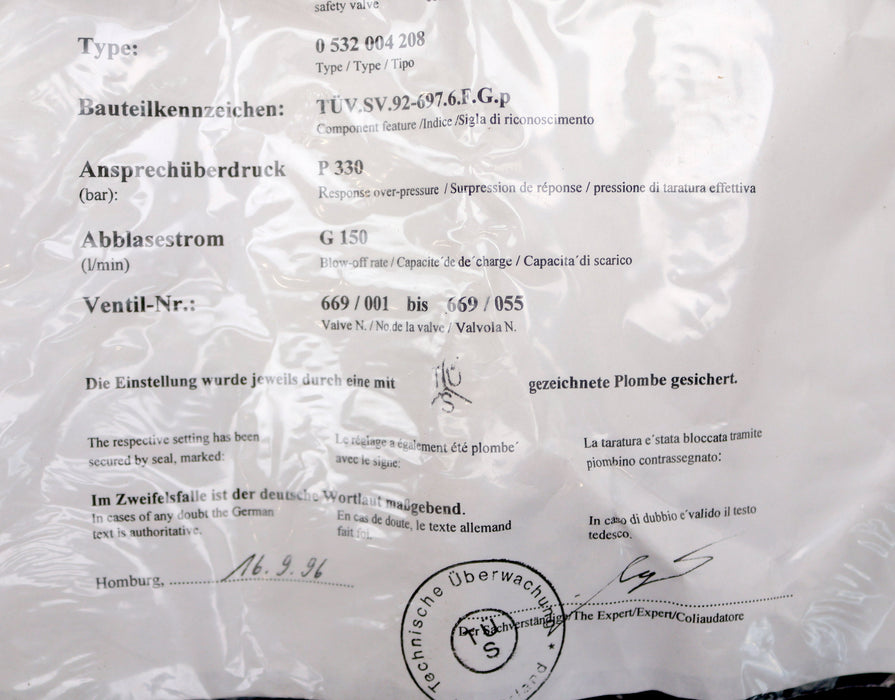 safety valve
Type: 0 532 004 208
Type / Type / Tipo
Bauteilkennzeichen: TÜV.SV.92-697.6.F.G.p
Component feature /Indice /Sigla di riconoscimento
Ansprechüberdruck P 330
(bar): Response over-pressure / Surpression de réponse / pressione di taratura effettiva
Abblasestrom G 150
(l/min) Blow-off rate / Capacite´de de´charge / Capacita´di scarico
Ventil-Nr.: 669 / 001 bis 669 / 055
Valve N. / No.de la valve / Valvola N.
Die Einstellung wurde jeweils durch eine mit gezeichnete Plombe gesichert.
The respective setting has been Le réglage a également été plombe´ La taratura e´stata bloccata tramite
secured by seal, marked: avec le signe: piombino contrassegnato:
Im Zweifelsfalle ist der deutsche Wortlaut maßgebend.
In cases of any doubt the German En cas de doute, le texte allemand In caso di dubbio e´valido il testo
text is authoritative. fait foi. tedesco.
Homburg, 16. 9. 96
Technische Überwachung
TÜ
S
Der Sachverständige/The Expert/Expert/Coliaudatore